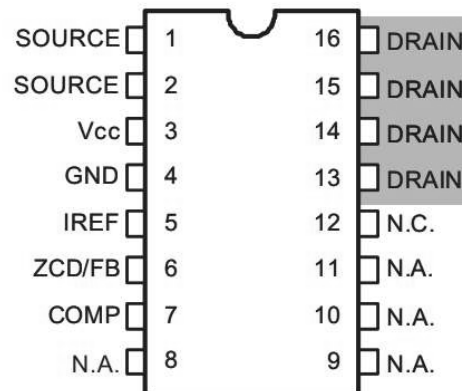 SOURCE 1 16 DRAIN
SOURCE 2 15 DRAIN
Vcc 3 14 DRAIN
GND 4 13 DRAIN
IREF 5 12 N.C.
ZCD/FB 6 11 N.A.
COMP 7 10 N.A.
N.A. 8 9 N.A.